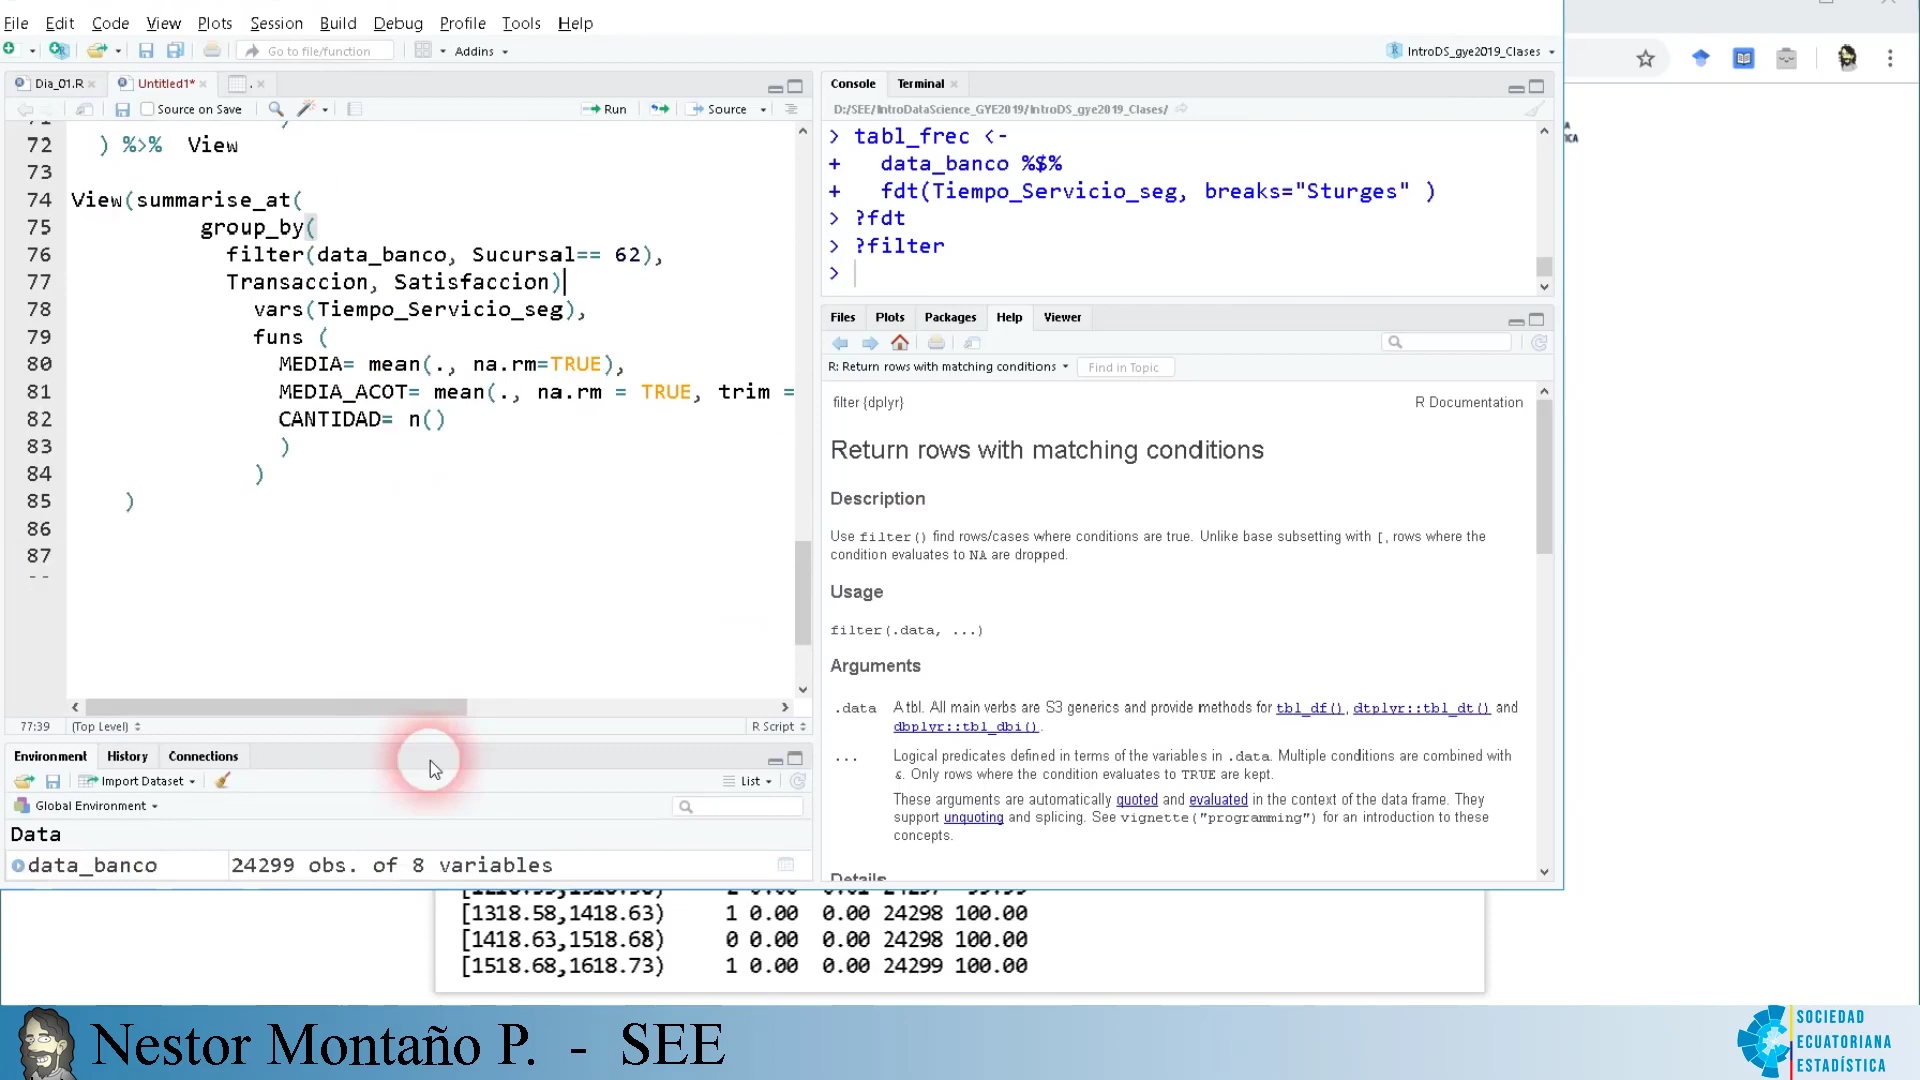 File Edit Code View Plots Session Build Debug Profile Tools Help
Go to file/function Addins IntroDS_gye2019_Clases
Dia_01.R Untitled1* .
Source on Save Run Source
72 ) %>% View
73
74 View(summarise_at(
75 group_by(
76 filter(data_banco, Sucursal== 62),
77 Transaccion, Satisfaccion)
78 vars(Tiempo_Servicio_seg),
79 funs (
80 MEDIA= mean(., na.rm=TRUE),
81 MEDIA_ACOT= mean(., na.rm = TRUE, trim =
82 CANTIDAD= n()
83 )
84 )
85 )
86
87
77:39 (Top Level) R Script
Environment History Connections
Import Dataset List
Global Environment
Data
data_banco 24299 obs. of 8 variables
Console Terminal
D:/SEE/IntroDataScience_GYE2019/IntroDS_gye2019_Clases/
> tabl_frec <-
+ data_banco %$%
+ fdt(Tiempo_Servicio_seg, breaks="Sturges" )
> ?fdt
> ?filter
>
Files Plots Packages Help Viewer
R: Return rows with matching conditions Find in Topic
filter {dplyr} R Documentation
Return rows with matching conditions
Description
Use filter() find rows/cases where conditions are true. Unlike base subsetting with [, rows where the
condition evaluates to NA are dropped.
Usage
filter(.data, ...)
Arguments
.data A tbl. All main verbs are S3 generics and provide methods for tbl_df(), dtplyr::tbl_dt() and
dbplyr::tbl_dbi().
... Logical predicates defined in terms of the variables in .data. Multiple conditions are combined with
&. Only rows where the condition evaluates to TRUE are kept.
These arguments are automatically quoted and evaluated in the context of the data frame. They
support unquoting and splicing. See vignette("programming") for an introduction to these
concepts.
Details
[1318.58,1418.63) 1 0.00 0.00 24298 100.00
[1418.63,1518.68) 0 0.00 0.00 24298 100.00
[1518.68,1618.73) 1 0.00 0.00 24299 100.00
Nestor Montaño P. - SEE
SOCIEDAD
ECUATORIANA
ESTADÍSTICA